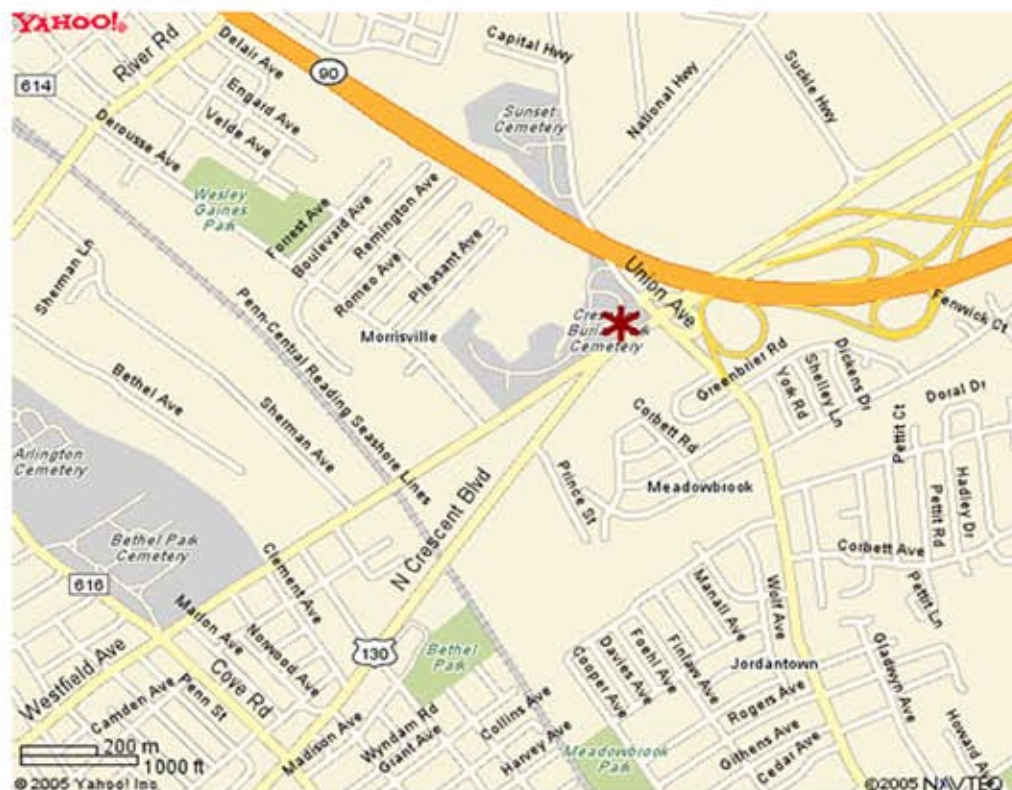 YAHOO!
River Rd
Delair Ave
90
Capital Hwy
Suckle Hwy
614
Engard Ave
Velde Ave
Sunset
Cemetery
National Hwy
Derousse Ave
Wesley
Gaines
Park
Forrest Ave
Boulevard Ave
Remington Ave
Romeo Ave
Pleasant Ave
Sherman Ln
Union Ave
Fenwick Ct
Penn-Central Reading Seashore Lines
Morrisville
Cemetery
Greenbrier Rd
Dickens Dr
Shelley Ln
York Rd
Doral Dr
Bethel Ave
Sherman Ave
Corbett Rd
Pettit Ct
Arlington
Cemetery
Meadowbrook
Prince St
N Crescent Blvd
Pettit Rd
Hadley Dr
Bethel Park
Cemetery
Corbett Ave
616
Clement Ave
Marlon Ave
Norwood Ave
Manall Ave
Wolf Ave
Pettit Ln
130
Bethel
Park
Foehl Ave
Finlaw Ave
Davies Ave
Cooper Ave
Jordantown
Gladwyn Ave
Westfield Ave
Cove Rd
Camden Ave
Penn St
Rogers Ave
Madison Ave
Wyndam Rd
Giant Ave
Collins Ave
Harvey Ave
Meadowbrook
Park
Githens Ave
Cedar Ave
Howard Ave
200 m
1000 ft
© 2005 Yahoo! Inc
©2005 NAVTEQ